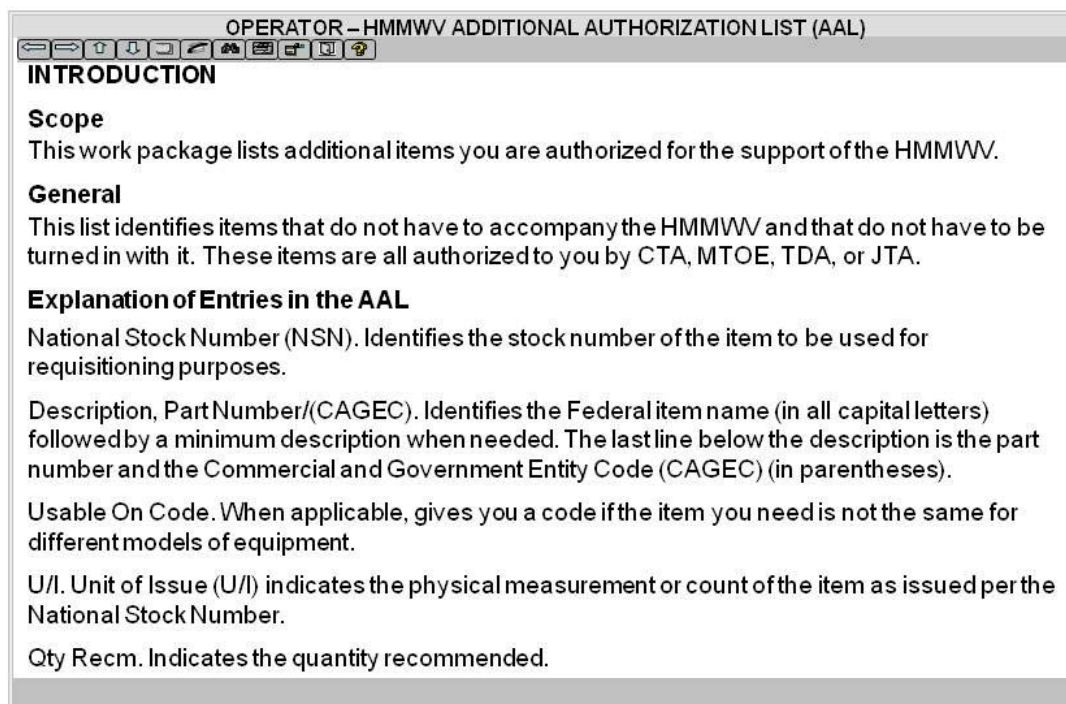 OPERATOR – HMMWV ADDITIONAL AUTHORIZATION LIST (AAL)
INTRODUCTION
Scope
This work package lists additional items you are authorized for the support of the HMMWV.
General
This list identifies items that do not have to accompany the HMMWV and that do not have to be
turned in with it. These items are all authorized to you by CTA, MTOE, TDA, or JTA.
Explanation of Entries in the AAL
National Stock Number (NSN). Identifies the stock number of the item to be used for
requisitioning purposes.
Description, Part Number/(CAGEC). Identifies the Federal item name (in all capital letters)
followed by a minimum description when needed. The last line below the description is the part
number and the Commercial and Government Entity Code (CAGEC) (in parentheses).
Usable On Code. When applicable, gives you a code if the item you need is not the same for
different models of equipment.
U/I. Unit of Issue (U/I) indicates the physical measurement or count of the item as issued per the
National Stock Number.
Qty Recm. Indicates the quantity recommended.